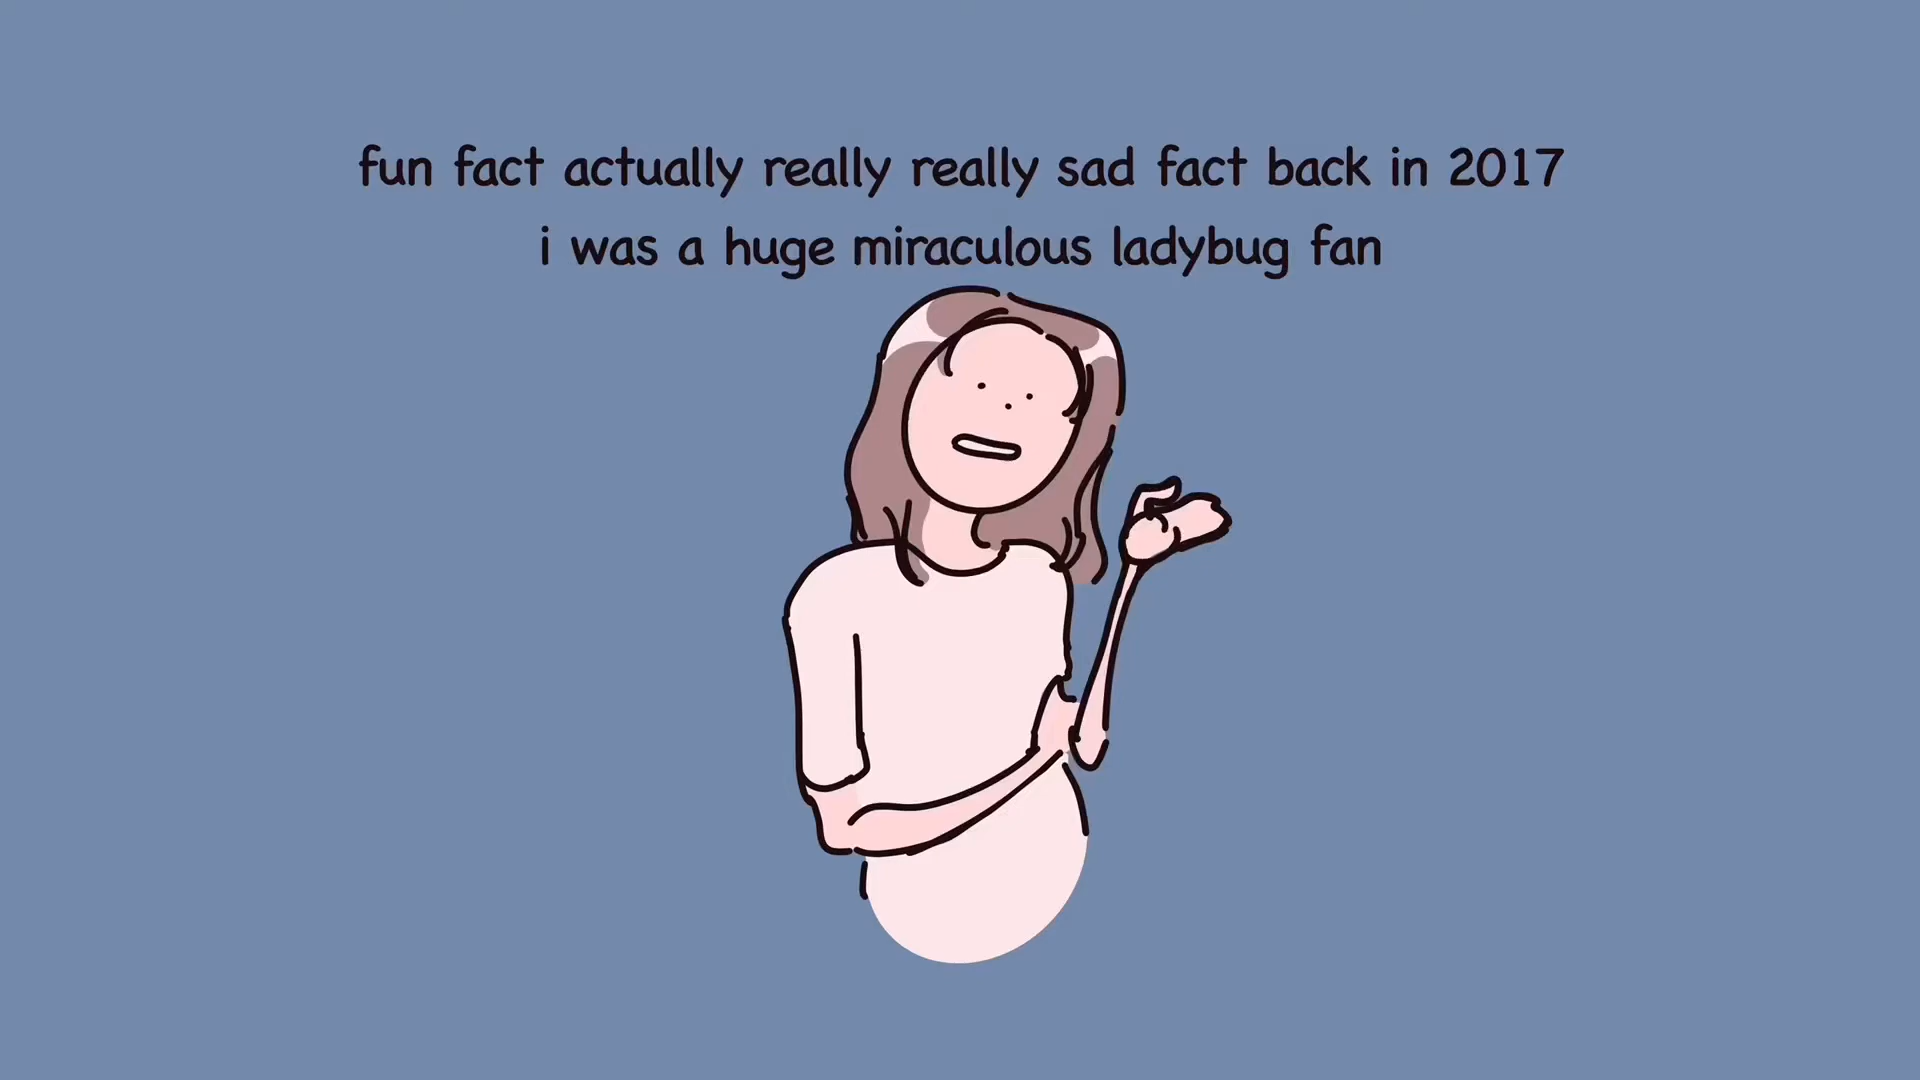 fun fact actually really really sad fact back in 2017
i was a huge miraculous ladybug fan